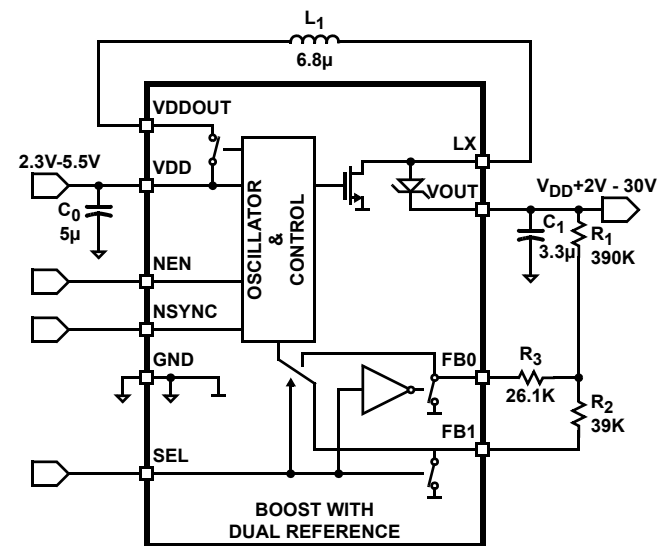 L1
6.8µ
VDDOUT
2.3V-5.5V
VDD
LX
VOUT
VDD+2V - 30V
C0
5µ
OSCILLATOR
&
CONTROL
C1
3.3µ
R1
390K
NEN
NSYNC
GND
FB0
R3
26.1K
R2
39K
FB1
SEL
BOOST WITH
DUAL REFERENCE